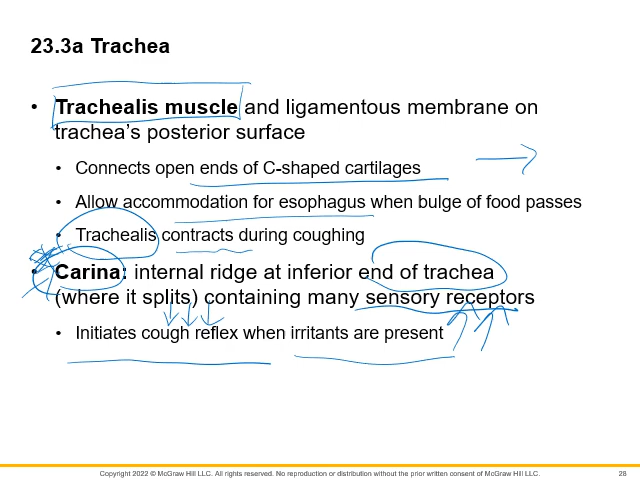 23.3a Trachea
• Trachealis muscle and ligamentous membrane on
trachea’s posterior surface
• Connects open ends of C-shaped cartilages
• Allow accommodation for esophagus when bulge of food passes
• Trachealis contracts during coughing
• Carina: internal ridge at inferior end of trachea
(where it splits) containing many sensory receptors
• Initiates cough reflex when irritants are present
Copyright 2022 © McGraw Hill LLC. All rights reserved. No reproduction or distribution without the prior written consent of McGraw Hill LLC.
28